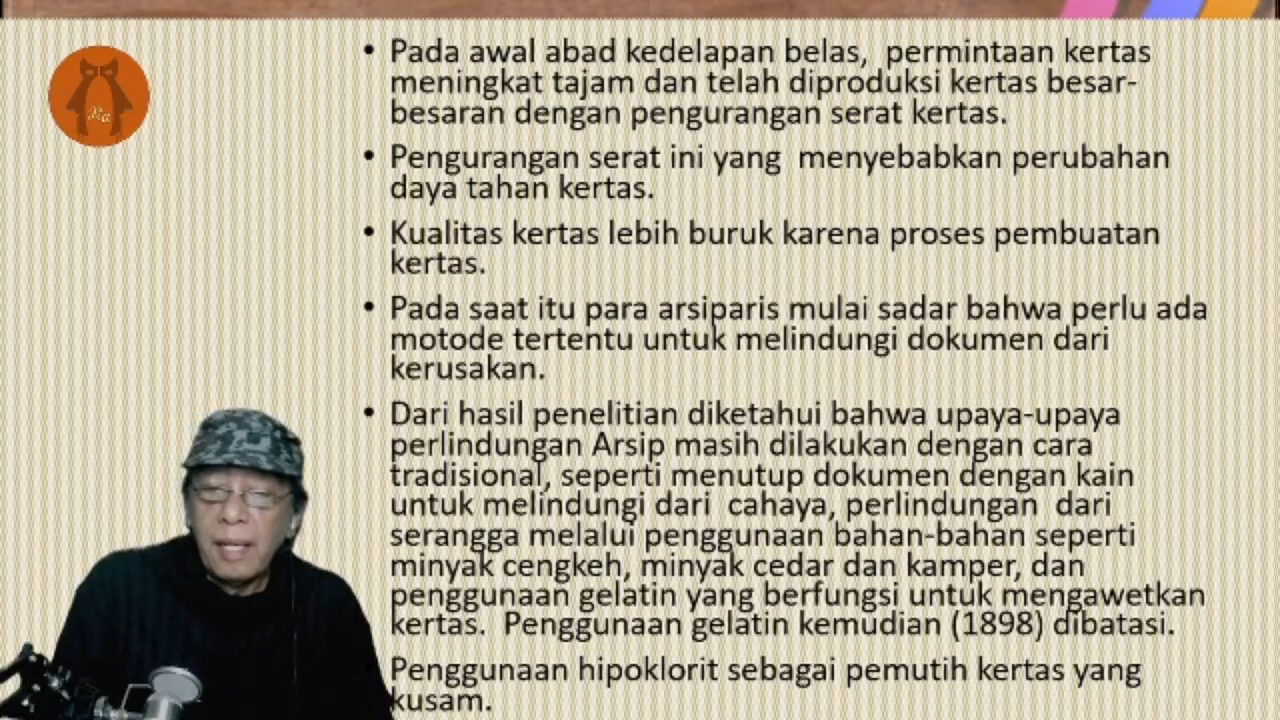 • Pada awal abad kedelapan belas, permintaan kertas
meningkat tajam dan telah diproduksi kertas besar-
besaran dengan pengurangan serat kertas.
• Pengurangan serat ini yang menyebabkan perubahan
daya tahan kertas.
• Kualitas kertas lebih buruk karena proses pembuatan
kertas.
• Pada saat itu para arsiparis mulai sadar bahwa perlu ada
motode tertentu untuk melindungi dokumen dari
kerusakan.
• Dari hasil penelitian diketahui bahwa upaya-upaya
perlindungan Arsip masih dilakukan dengan cara
tradisional, seperti menutup dokumen dengan kain
untuk melindungi dari cahaya, perlindungan dari
serangga melalui penggunaan bahan-bahan seperti
minyak cengkeh, minyak cedar dan kamper, dan
penggunaan gelatin yang berfungsi untuk mengawetkan
kertas. Penggunaan gelatin kemudian (1898) dibatasi.
Penggunaan hipoklorit sebagai pemutih kertas yang
kusam.